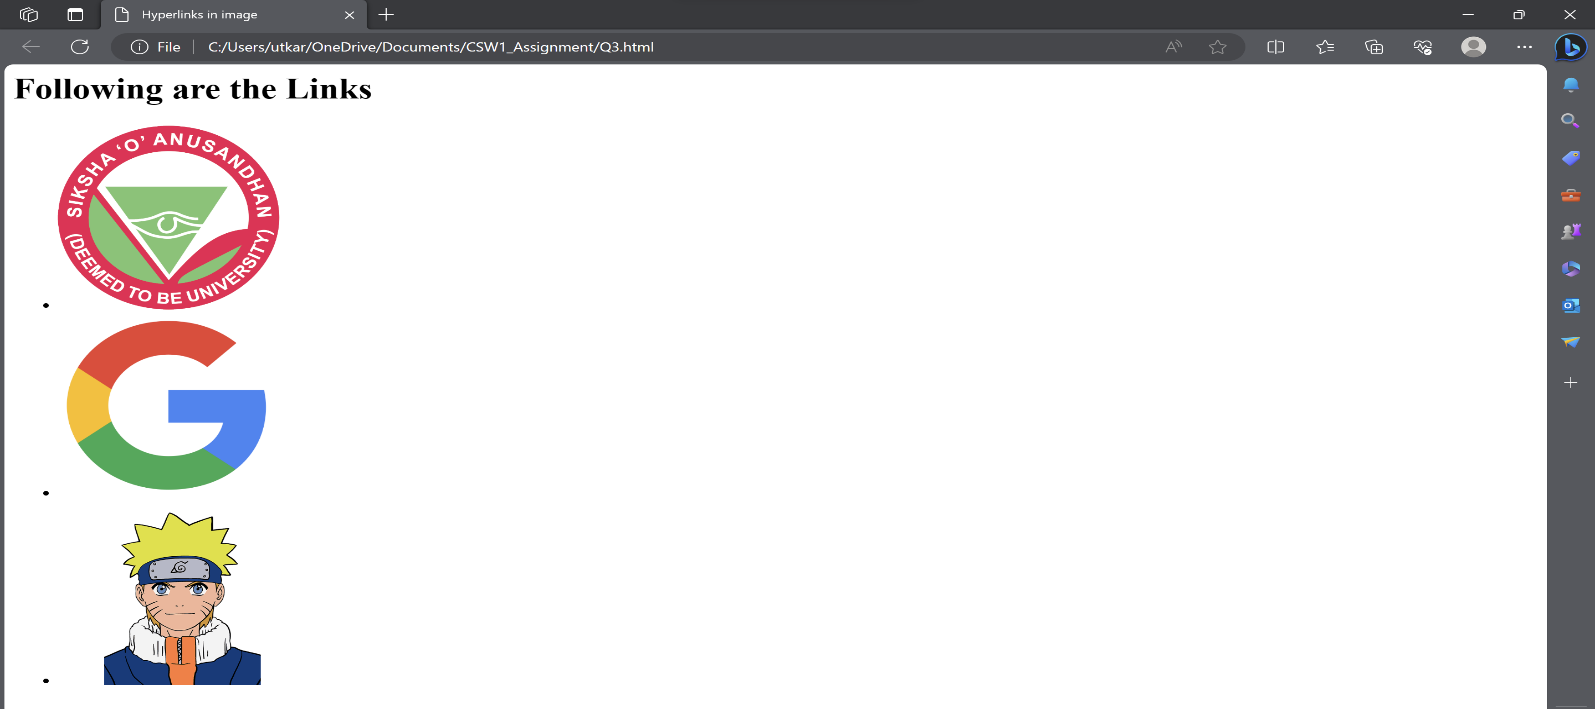 Hyperlinks in image
File C:/Users/utkar/OneDrive/Documents/CSW1_Assignment/Q3.html
Following are the Links
SIKSHA ‘O’ ANUSANDHAN
(DEEMED TO BE UNIVERSITY)